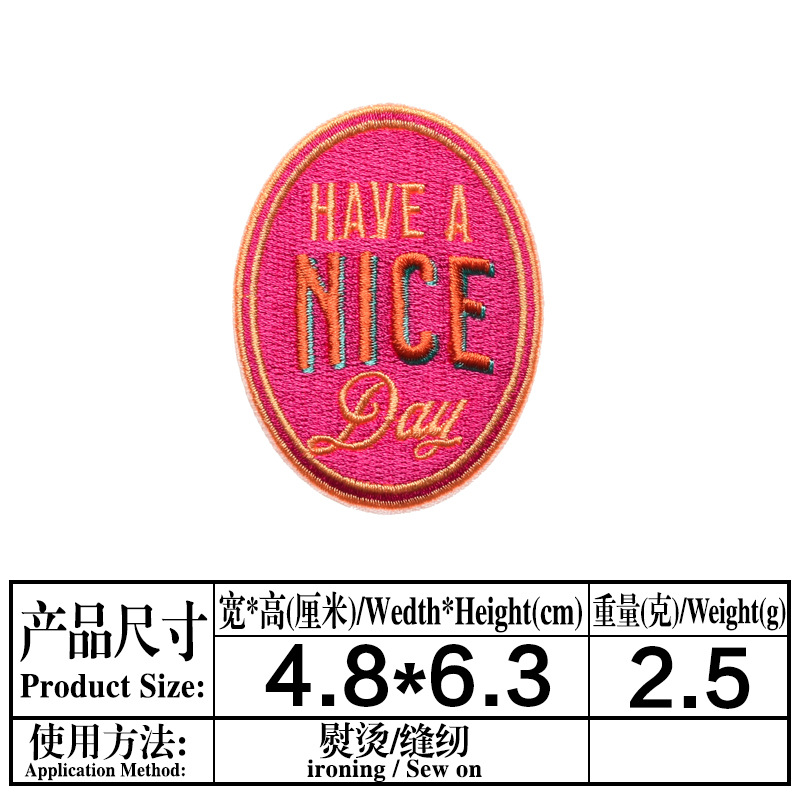 HAVE A
NICE
Day
产品尺寸
Product Size:
宽*高(厘米)/Wedth*Height(cm)
重量(克)/Weight(g)
4.8*6.3
2.5
使用方法:
Application Method:
熨烫/缝纫
ironing / Sew on